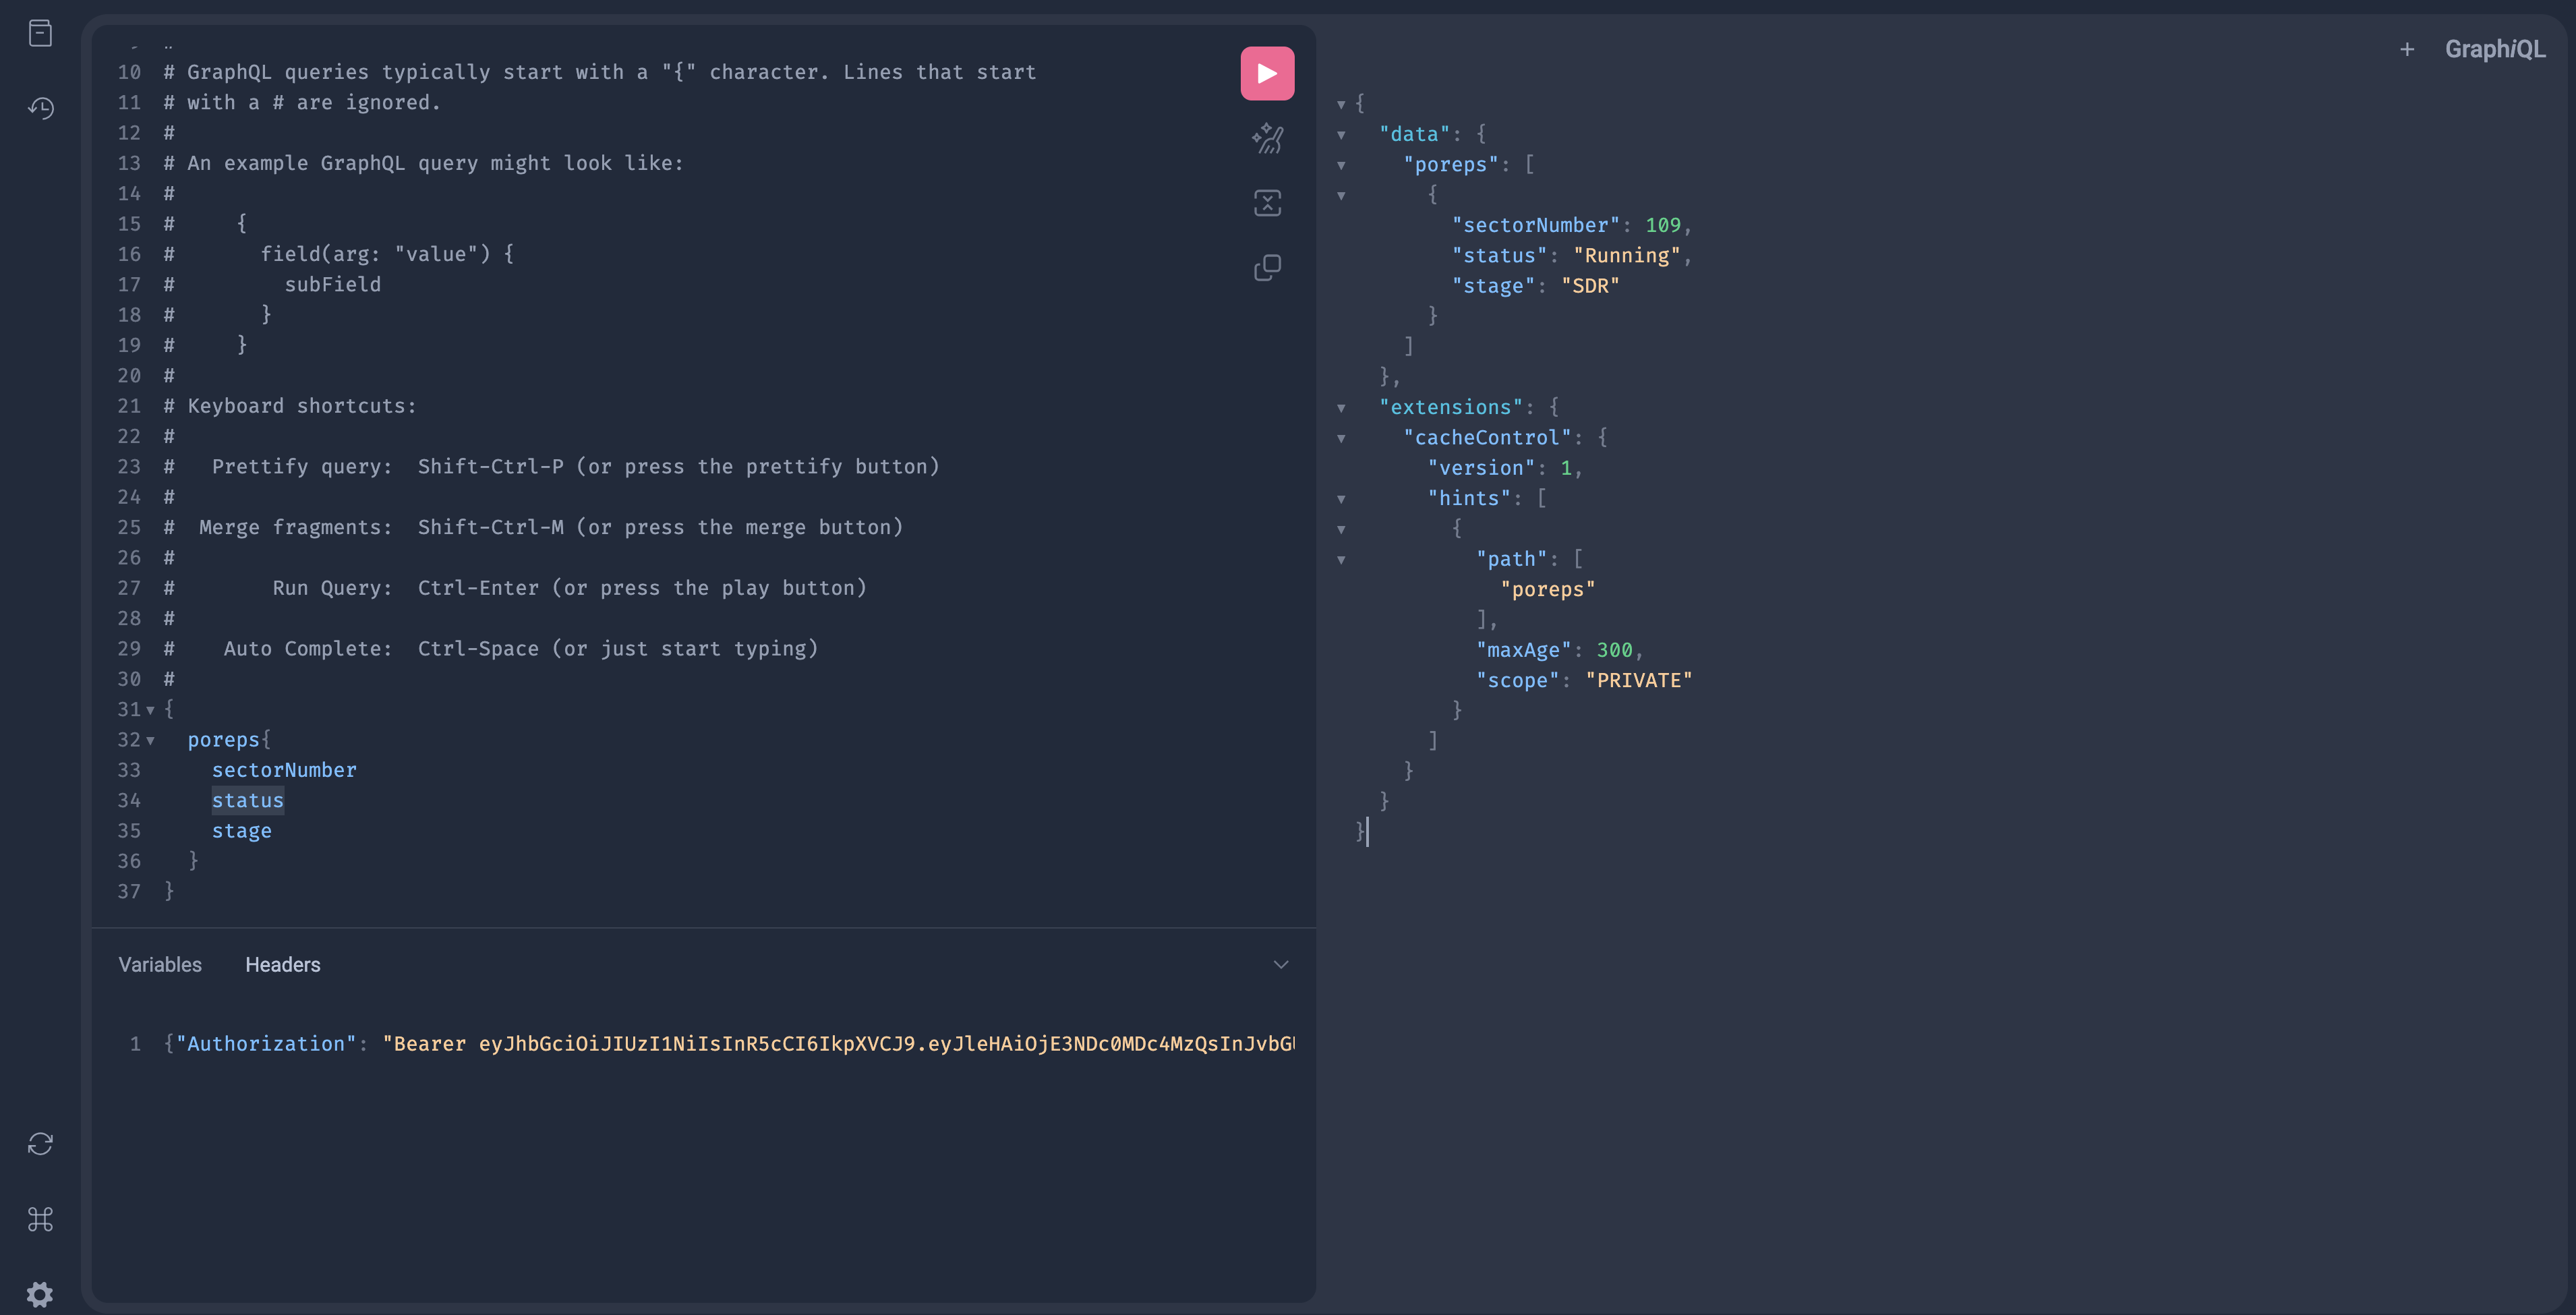 10 # GraphQL queries typically start with a "{" character. Lines that start
11 # with a # are ignored.
12 #
13 # An example GraphQL query might look like:
14 #
15 #     {
16 #       field(arg: "value") {
17 #         subField
18 #       }
19 #     }
20 #
21 # Keyboard shortcuts:
22 #
23 #   Prettify query:  Shift-Ctrl-P (or press the prettify button)
24 #
25 #  Merge fragments:  Shift-Ctrl-M (or press the merge button)
26 #
27 #        Run Query:  Ctrl-Enter (or press the play button)
28 #
29 #    Auto Complete:  Ctrl-Space (or just start typing)
30 #
31 {
32   poreps{
33     sectorNumber
34     status
35     stage
36   }
37 }
Variables Headers
1 {"Authorization": "Bearer eyJhbGciOiJIUzI1NiIsInR5cCI6IkpXVCJ9.eyJleHAiOjE3NDc0MDc4MzQsInJvbG
+ GraphiQL
{
  "data": {
    "poreps": [
      {
        "sectorNumber": 109,
        "status": "Running",
        "stage": "SDR"
      }
    ]
  },
  "extensions": {
    "cacheControl": {
      "version": 1,
      "hints": [
        {
          "path": [
            "poreps"
          ],
          "maxAge": 300,
          "scope": "PRIVATE"
        }
      ]
    }
  }
}